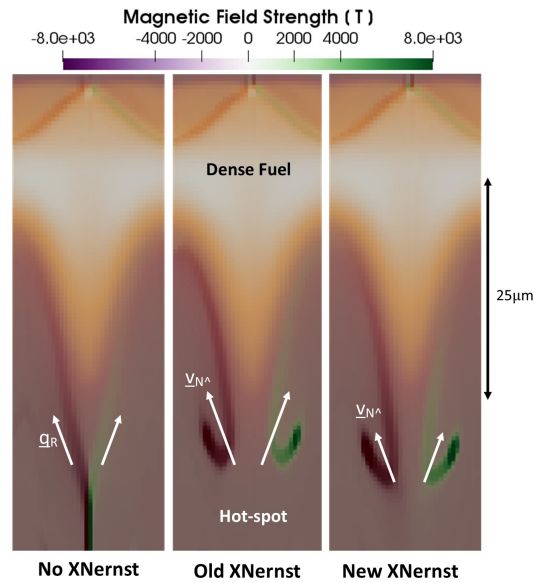 Magnetic Field Strength ( T )
-8.0e+03 -4000 -2000 0 2000 4000 8.0e+03
Dense Fuel
25μm
q_R
v_N^
v_N^
Hot-spot
No XNernst Old XNernst New XNernst